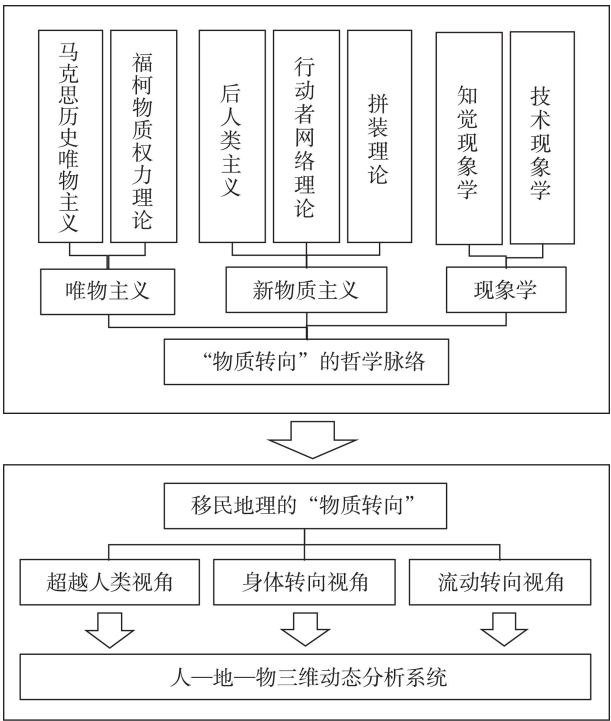 马克思历史唯物主义
福柯物质权力理论
后人类主义
行动者网络理论
拼装理论
知觉现象学
技术现象学
唯物主义
新物质主义
现象学
“物质转向”的哲学脉络
移民地理的“物质转向”
超越人类视角
身体转向视角
流动转向视角
人—地—物三维动态分析系统